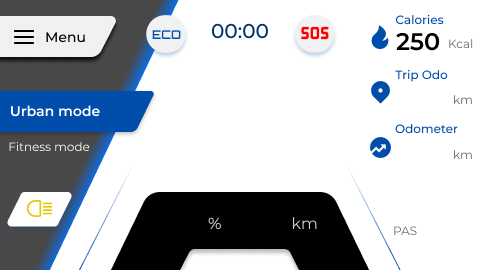 Menu
ECO
00:00
SOS
Calories
250 Kcal
Trip Odo
km
Odometer
km
Urban mode
Fitness mode
% km
PAS